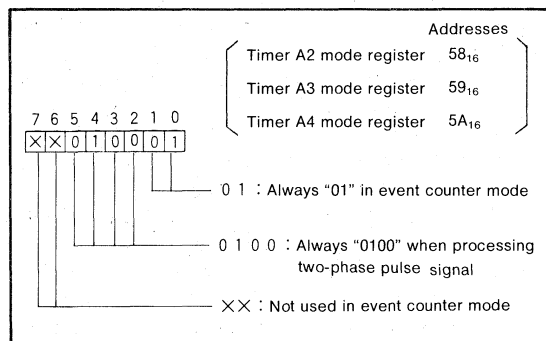 Addresses
Timer A2 mode register 58₁₆
Timer A3 mode register 59₁₆
Timer A4 mode register 5A₁₆
7 6 5 4 3 2 1 0
× × 0 1 0 0 0 1
0 1 : Always “01” in event counter mode
0 1 0 0 : Always “0100” when processing
two-phase pulse signal
×× : Not used in event counter mode